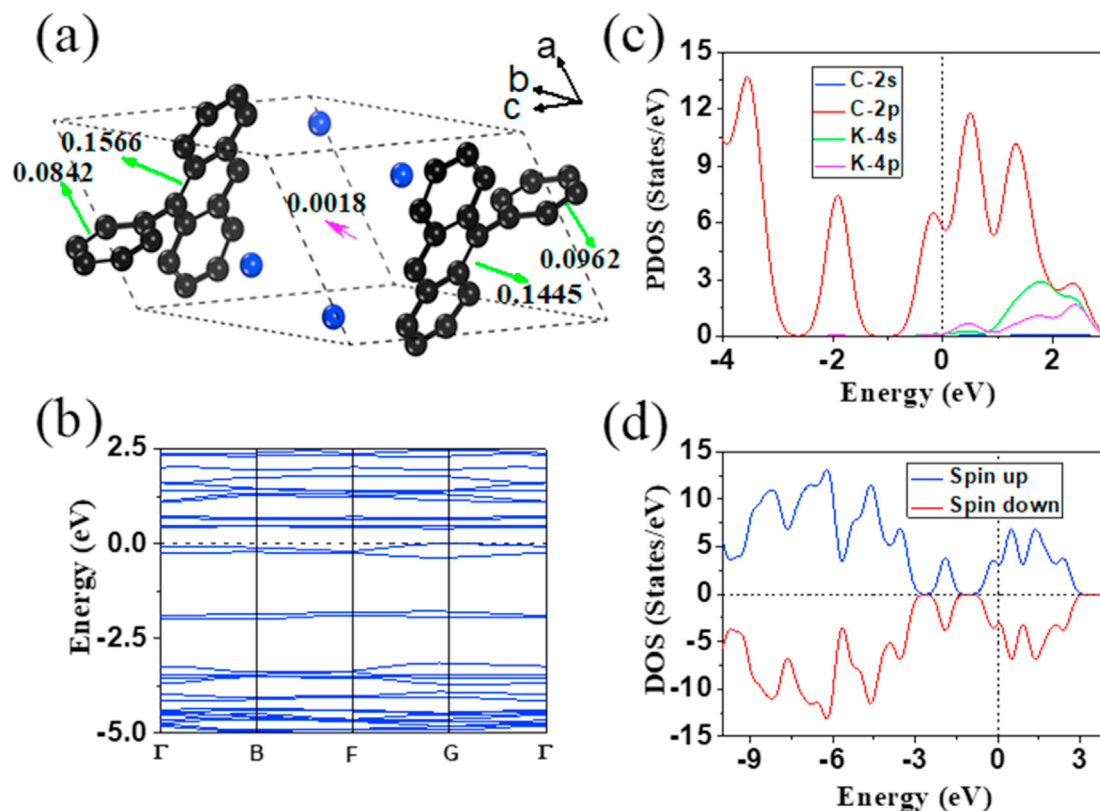 (a)
a
b
c
0.1566
0.0842
0.0018
0.0962
0.1445
(b)
2.5
0.0
-2.5
-5.0
Energy (eV)
Γ B F G Γ
(c)
15
12
9
6
3
0
PDOS (States/eV)
C-2s
C-2p
K-4s
K-4p
-4 -2 0 2
Energy (eV)
(d)
15
10
5
0
-5
-10
-15
DOS (States/eV)
Spin up
Spin down
-9 -6 -3 0 3
Energy (eV)